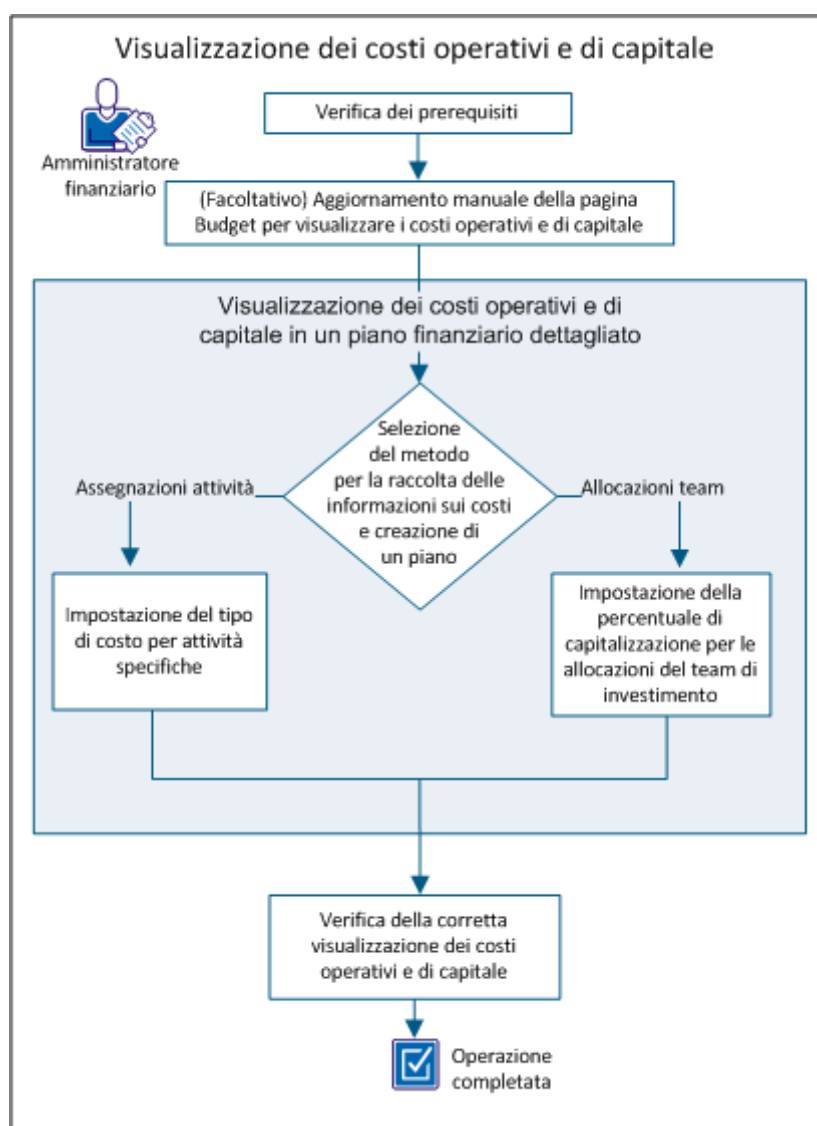 Visualizzazione dei costi operativi e di capitale
Verifica dei prerequisiti
Amministratore
finanziario
(Facoltativo) Aggiornamento manuale della pagina
Budget per visualizzare i costi operativi e di capitale
Visualizzazione dei costi operativi e di
capitale in un piano finanziario dettagliato
Selezione
del metodo
per la raccolta delle
informazioni sui costi
e creazione di
un piano
Assegnazioni attività
Allocazioni team
Impostazione del tipo
di costo per attività
specifiche
Impostazione della
percentuale di
capitalizzazione per le
allocazioni del team di
investimento
Verifica della corretta
visualizzazione dei costi
operativi e di capitale
Operazione
completata